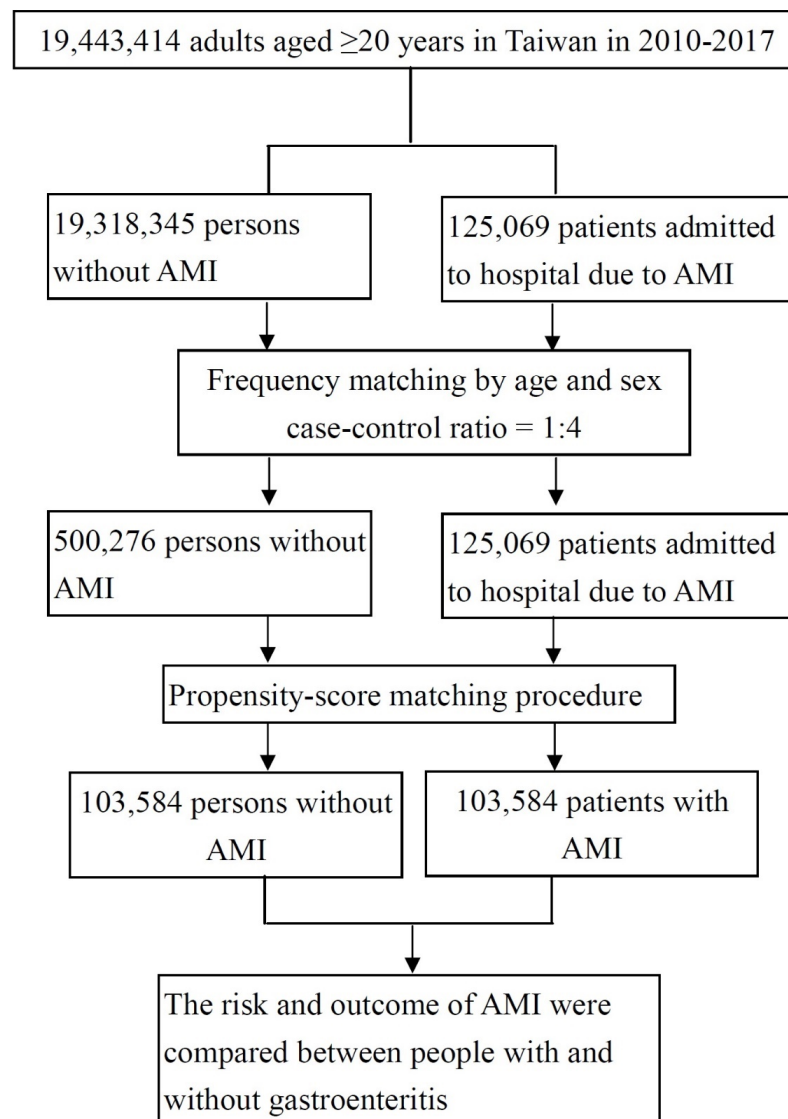 19,443,414 adults aged ≥20 years in Taiwan in 2010-2017
19,318,345 persons
without AMI
125,069 patients admitted
to hospital due to AMI
Frequency matching by age and sex
case-control ratio = 1:4
500,276 persons without
AMI
125,069 patients admitted
to hospital due to AMI
Propensity-score matching procedure
103,584 persons without
AMI
103,584 patients with
AMI
The risk and outcome of AMI were
compared between people with and
without gastroenteritis